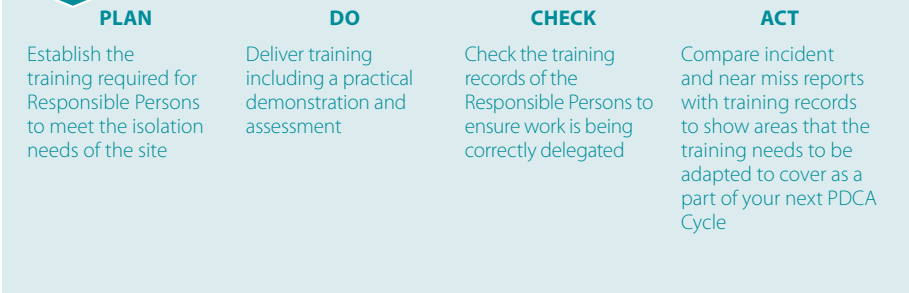 PLAN
Establish the
training required for
Responsible Persons
to meet the isolation
needs of the site
DO
Deliver training
including a practical
demonstration and
assessment
CHECK
Check the training
records of the
Responsible Persons to
ensure work is being
correctly delegated
ACT
Compare incident
and near miss reports
with training records
to show areas that the
training needs to be
adapted to cover as a
part of your next PDCA
Cycle